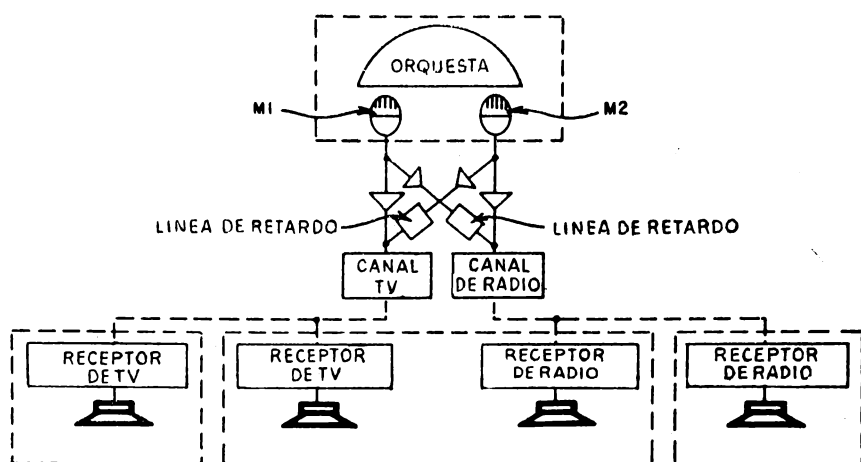 ORQUESTA
M1
M2
LINEA DE RETARDO
LINEA DE RETARDO
CANAL
TV
CANAL
DE RADIO
RECEPTOR
DE TV
RECEPTOR
DE TV
RECEPTOR
DE RADIO
RECEPTOR
DE RADIO